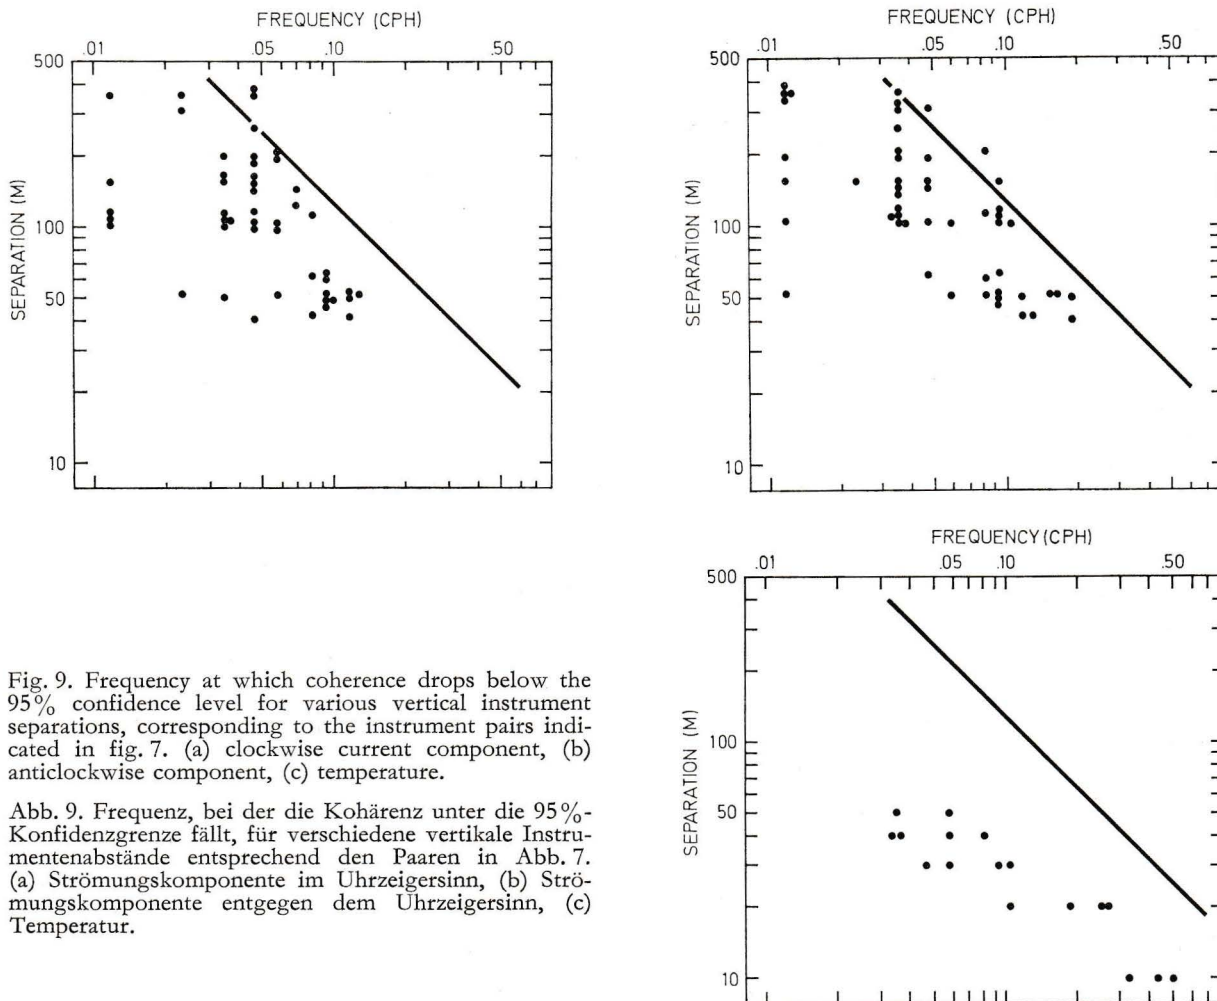 FREQUENCY (CPH)
.01 .05 .10 .50
500
100
50
10
SEPARATION (M)
FREQUENCY (CPH)
.01 .05 .10 .50
500
100
50
10
SEPARATION (M)
FREQUENCY (CPH)
.01 .05 .10 .50
500
100
50
10
SEPARATION (M)
Fig. 9. Frequency at which coherence drops below the
95% confidence level for various vertical instrument
separations, corresponding to the instrument pairs indi-
cated in fig. 7. (a) clockwise current component, (b)
anticlockwise component, (c) temperature.
Abb. 9. Frequenz, bei der die Kohärenz unter die 95%-
Konfidenzgrenze fällt, für verschiedene vertikale Instru-
mentenabstände entsprechend den Paaren in Abb. 7.
(a) Strömungskomponente im Uhrzeigersinn, (b) Strö-
mungskomponente entgegen dem Uhrzeigersinn, (c)
Temperatur.